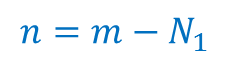 n = m − N₁